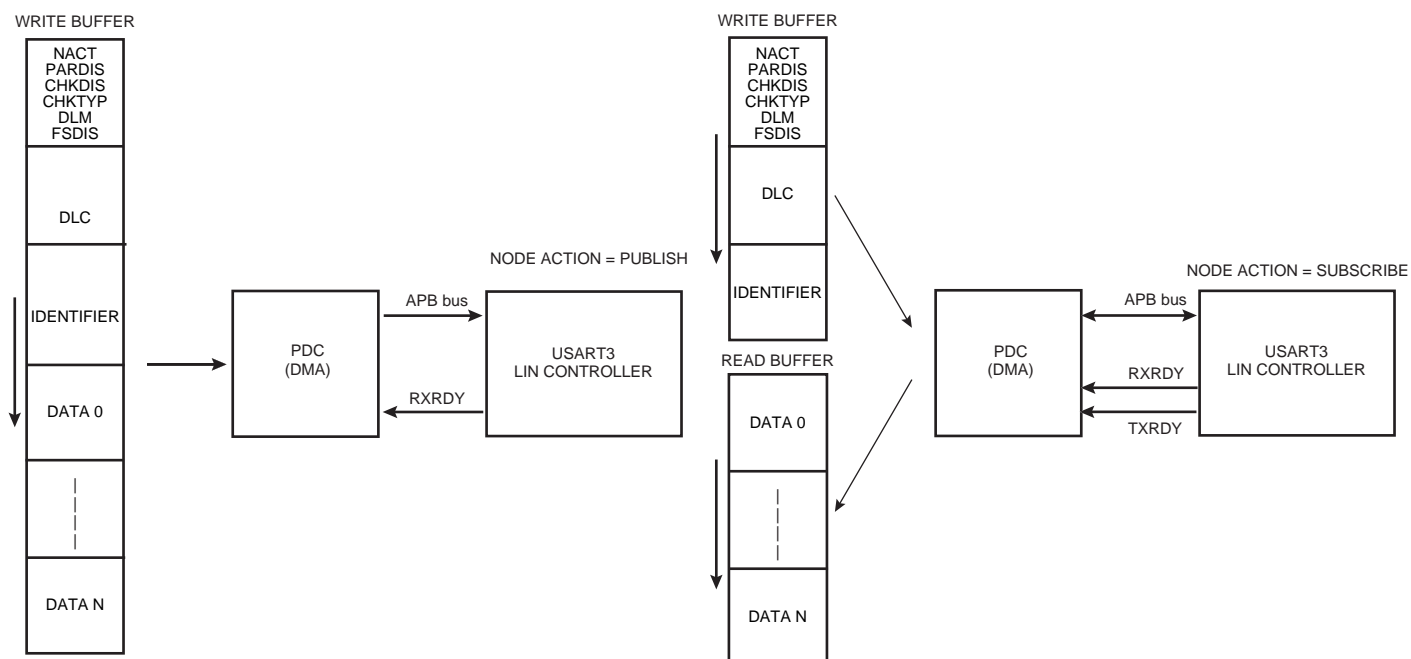 WRITE BUFFER
NACT
PARDIS
CHKDIS
CHKTYP
DLM
FSDIS
DLC
IDENTIFIER
DATA 0
DATA N
PDC
(DMA)
APB bus
RXRDY
NODE ACTION = PUBLISH
USART3
LIN CONTROLLER
WRITE BUFFER
NACT
PARDIS
CHKDIS
CHKTYP
DLM
FSDIS
DLC
IDENTIFIER
READ BUFFER
DATA 0
DATA N
PDC
(DMA)
APB bus
RXRDY
TXRDY
NODE ACTION = SUBSCRIBE
USART3
LIN CONTROLLER